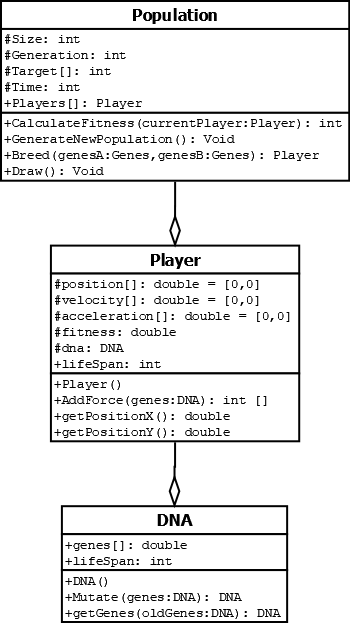 Population
#Size: int
#Generation: int
#Target[]: int
#Time: int
+Players[]: Player
+CalculateFitness(currentPlayer:Player): int
+GenerateNewPopulation(): Void
+Breed(genesA:Genes,genesB:Genes): Player
+Draw(): Void
Player
#position[]: double = [0,0]
#velocity[]: double = [0,0]
#acceleration[]: double = [0,0]
#fitness: double
#dna: DNA
+lifeSpan: int
+Player()
+AddForce(genes:DNA): int []
+getPositionX(): double
+getPositionY(): double
DNA
+genes[]: double
+lifeSpan: int
+DNA()
+Mutate(genes:DNA): DNA
+getGenes(oldGenes:DNA): DNA